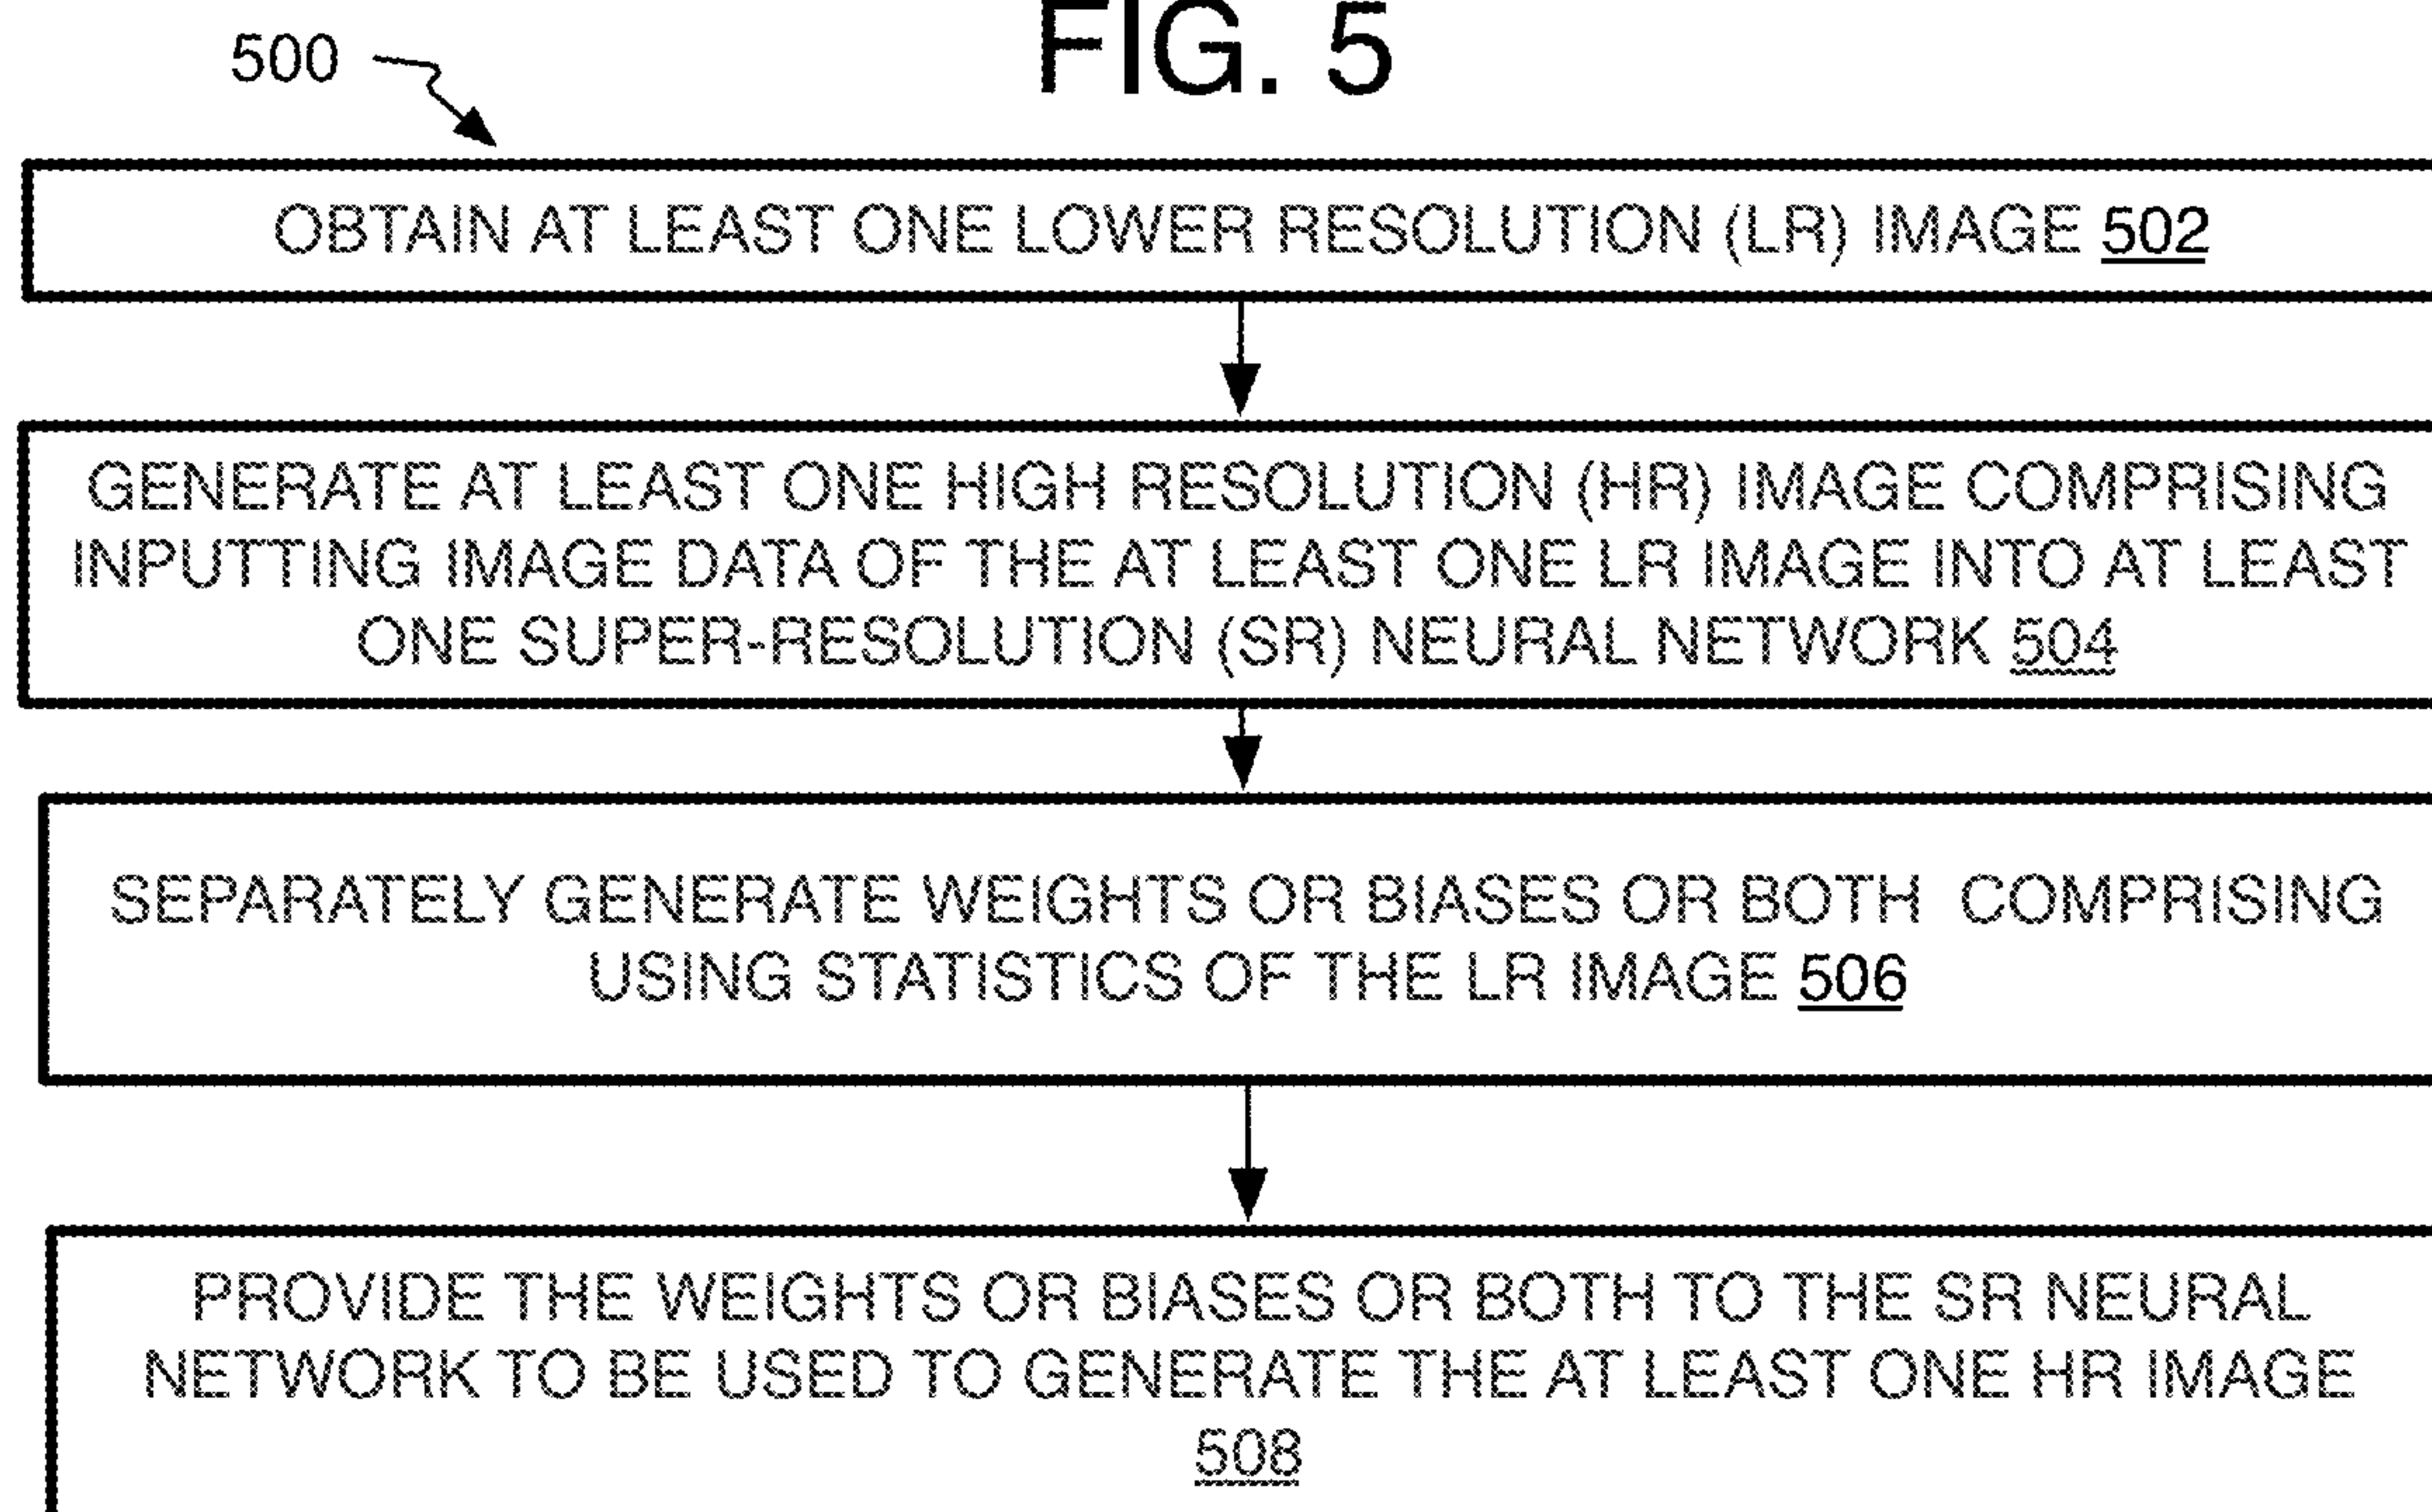 FIG. 5
500
OBTAIN AT LEAST ONE LOWER RESOLUTION (LR) IMAGE 502
GENERATE AT LEAST ONE HIGH RESOLUTION (HR) IMAGE COMPRISING
INPUTTING IMAGE DATA OF THE AT LEAST ONE LR IMAGE INTO AT LEAST
ONE SUPER-RESOLUTION (SR) NEURAL NETWORK 504
SEPARATELY GENERATE WEIGHTS OR BIASES OR BOTH COMPRISING
USING STATISTICS OF THE LR IMAGE 506
PROVIDE THE WEIGHTS OR BIASES OR BOTH TO THE SR NEURAL
NETWORK TO BE USED TO GENERATE THE AT LEAST ONE HR IMAGE
508